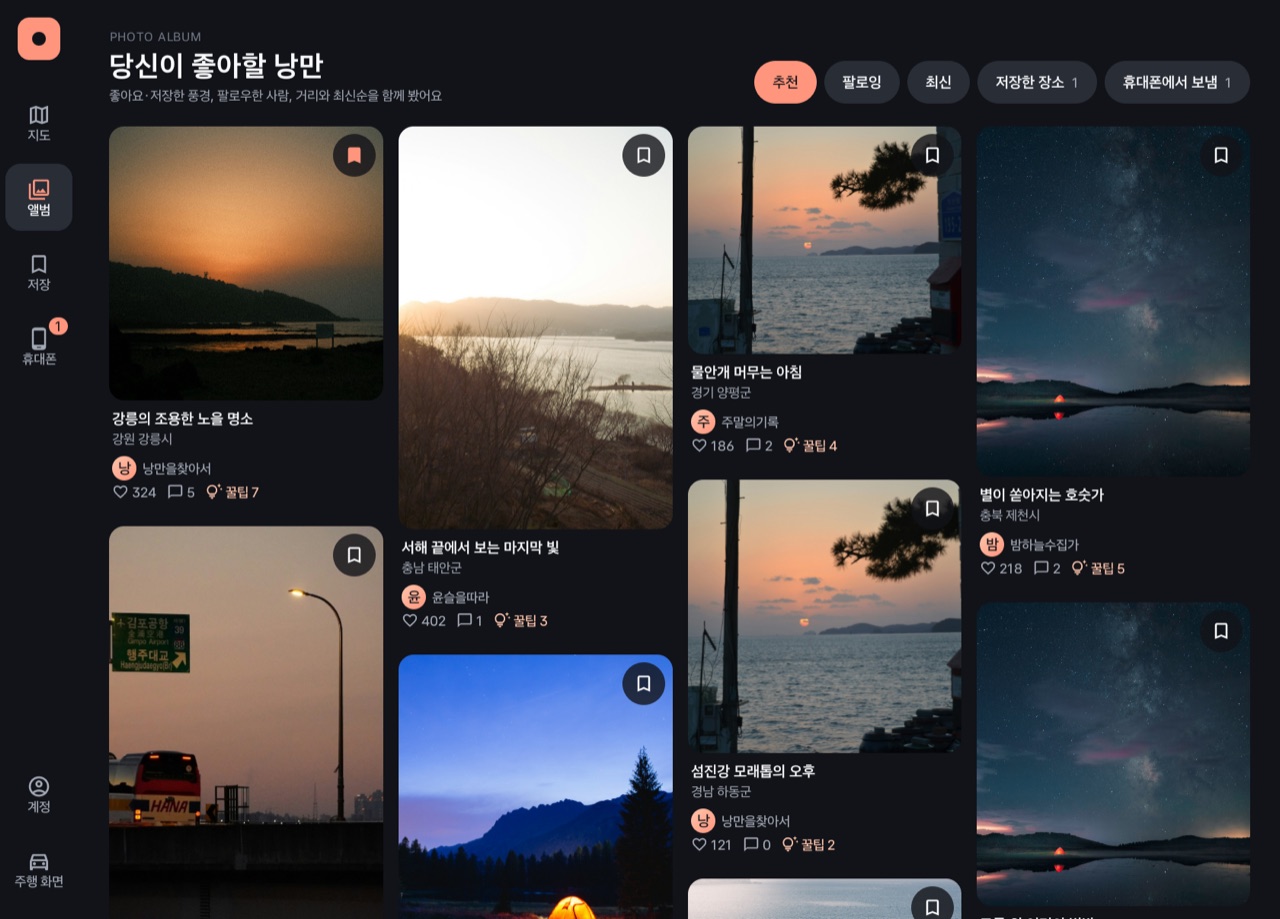 PHOTO ALBUM
당신이 좋아할 낭만
좋아요·저장한 풍경, 팔로우한 사람, 거리와 최신순을 함께 봤어요
추천
팔로잉
최신
저장한 장소 1
휴대폰에서 보냄 1
지도
앨범
저장
1
휴대폰
계정
주행 화면
강릉의 조용한 노을 명소
강원 강릉시
낭 낭만을찾아서
324 5 꿀팁 7
김포공항
Gimpo Airport
행주대교
Haengjudaegyo(Br)
HANA
서해 끝에서 보는 마지막 빛
충남 태안군
윤 윤슬을따라
402 1 꿀팁 3
물안개 머무는 아침
경기 양평군
주 주말의기록
186 2 꿀팁 4
섬진강 모래톱의 오후
경남 하동군
낭 낭만을찾아서
121 0 꿀팁 2
별이 쏟아지는 호숫가
충북 제천시
밤 밤하늘수집가
218 2 꿀팁 5